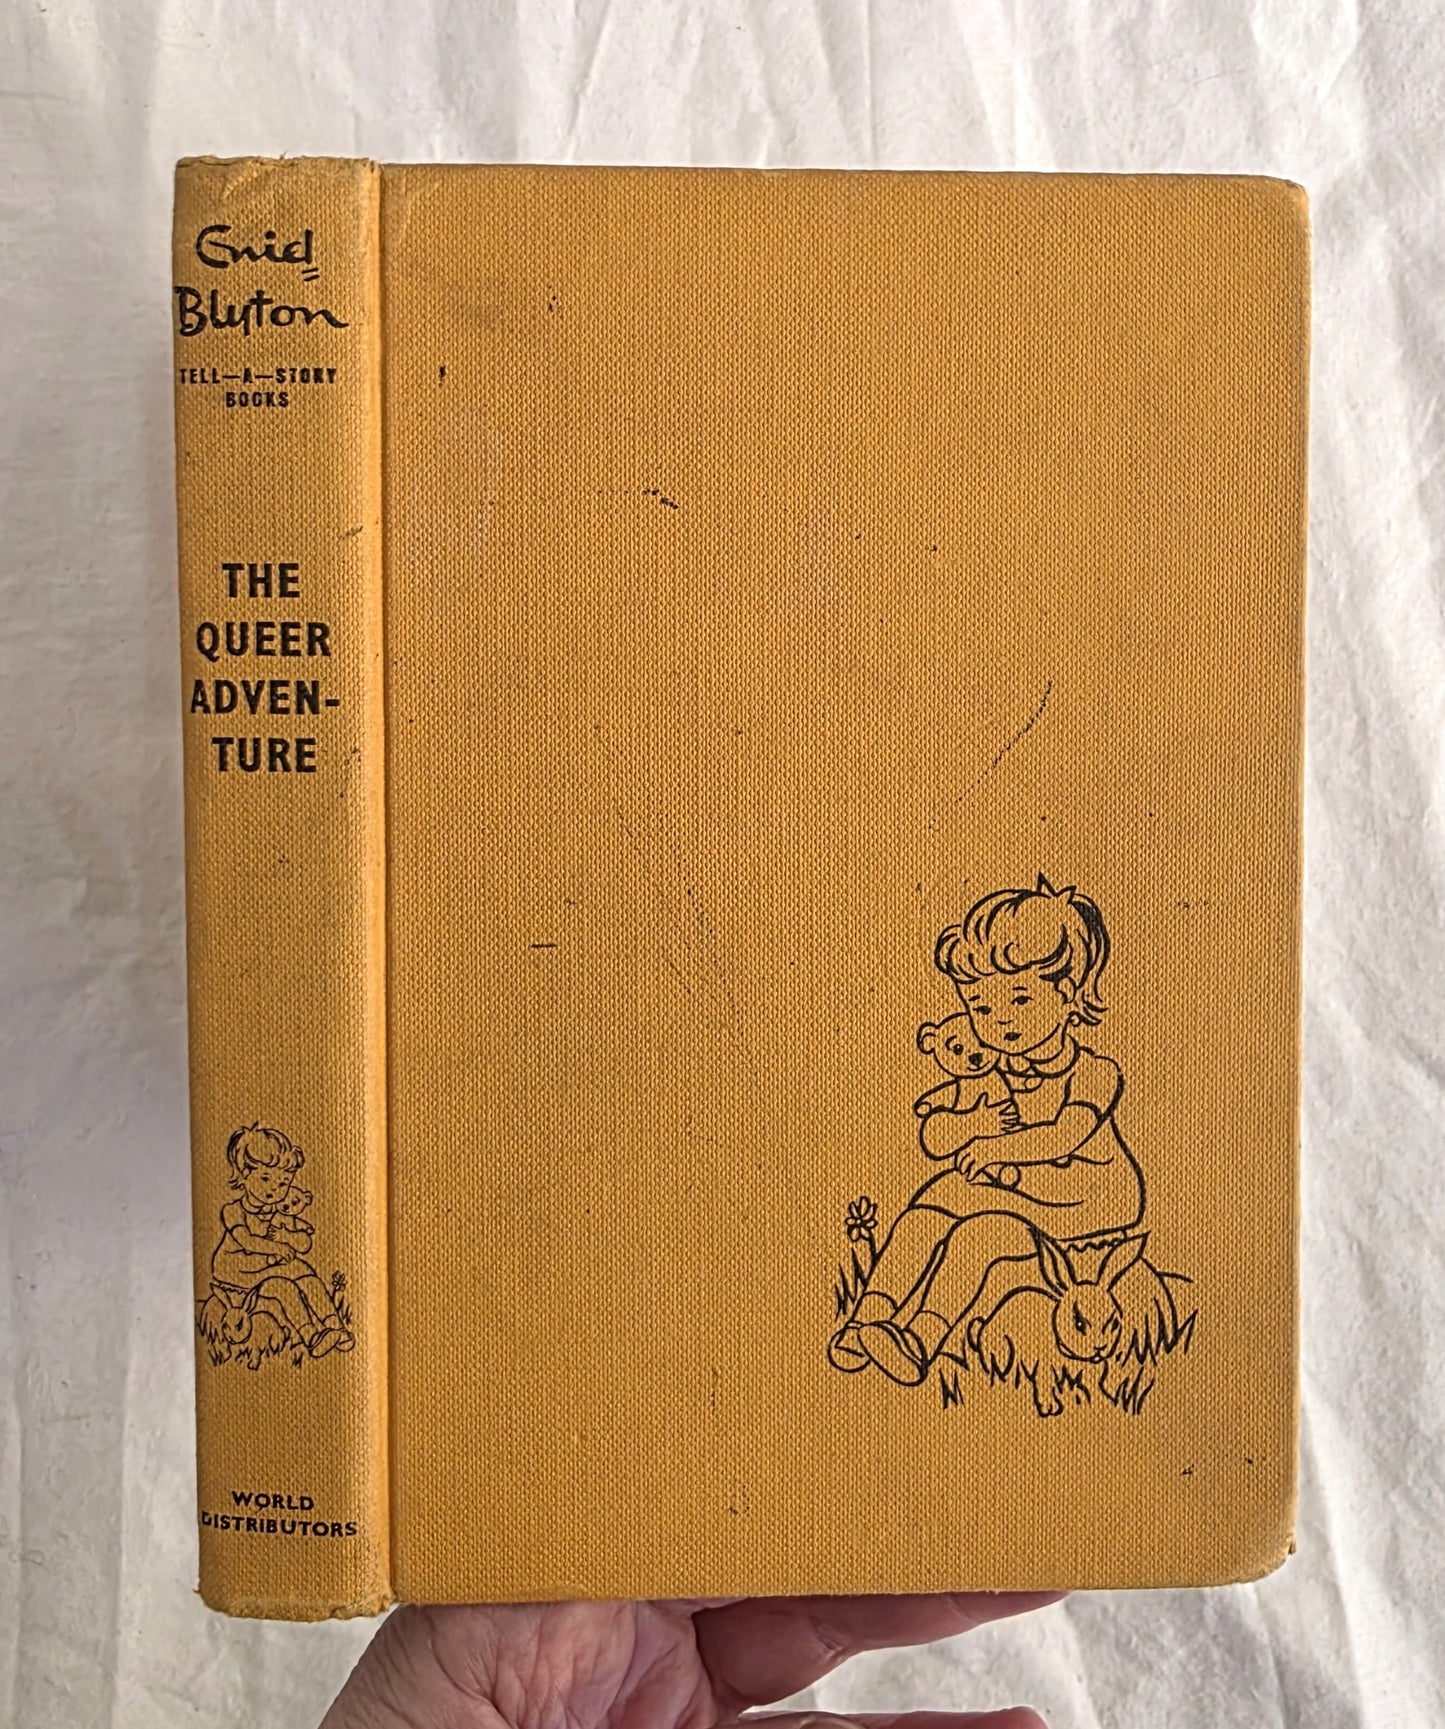 Enid
Blyton
TELL—A—STORY
BOOKS
THE
QUEER
ADVEN-
TURE
WORLD
DISTRIBUTORS